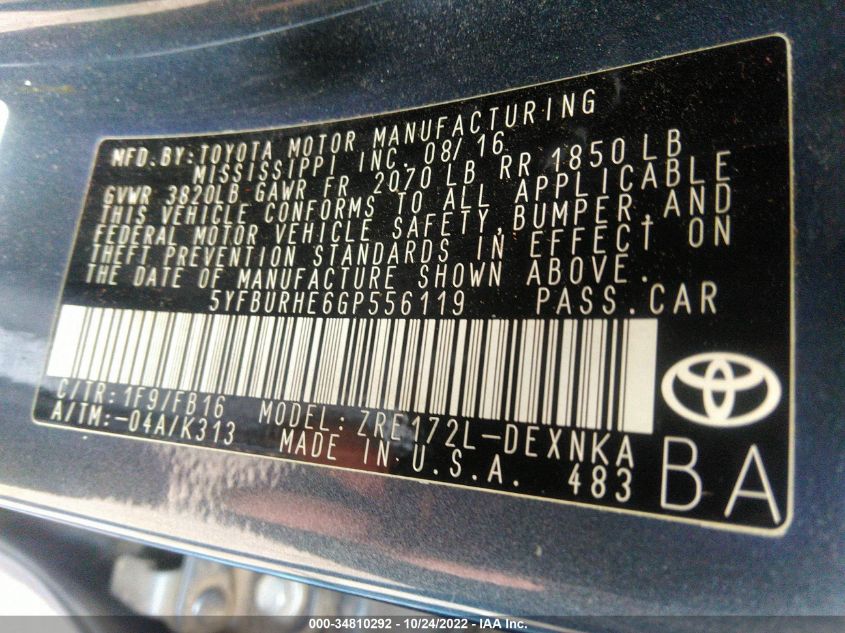 MFD.BY:TOYOTA MOTOR MANUFACTURING
MISSISSIPPI INC. 08/16
GVWR 3820LB GAWR FR 2070 LB RR 1850 LB
THIS VEHICLE CONFORMS TO ALL APPLICABLE
FEDERAL MOTOR VEHICLE SAFETY, BUMPER, AND
THEFT PREVENTION STANDARDS IN EFFECT ON
THE DATE OF MANUFACTURE SHOWN ABOVE.
5YFBURHE6GP556119 PASS.CAR
C/TR: 1F9/FB16 MODEL: ZRE172L-DEXNKA
A/TM:-04A/K313 MADE IN U.S.A. 483
BA
000-34810292 - 10/24/2022 - IAA Inc.